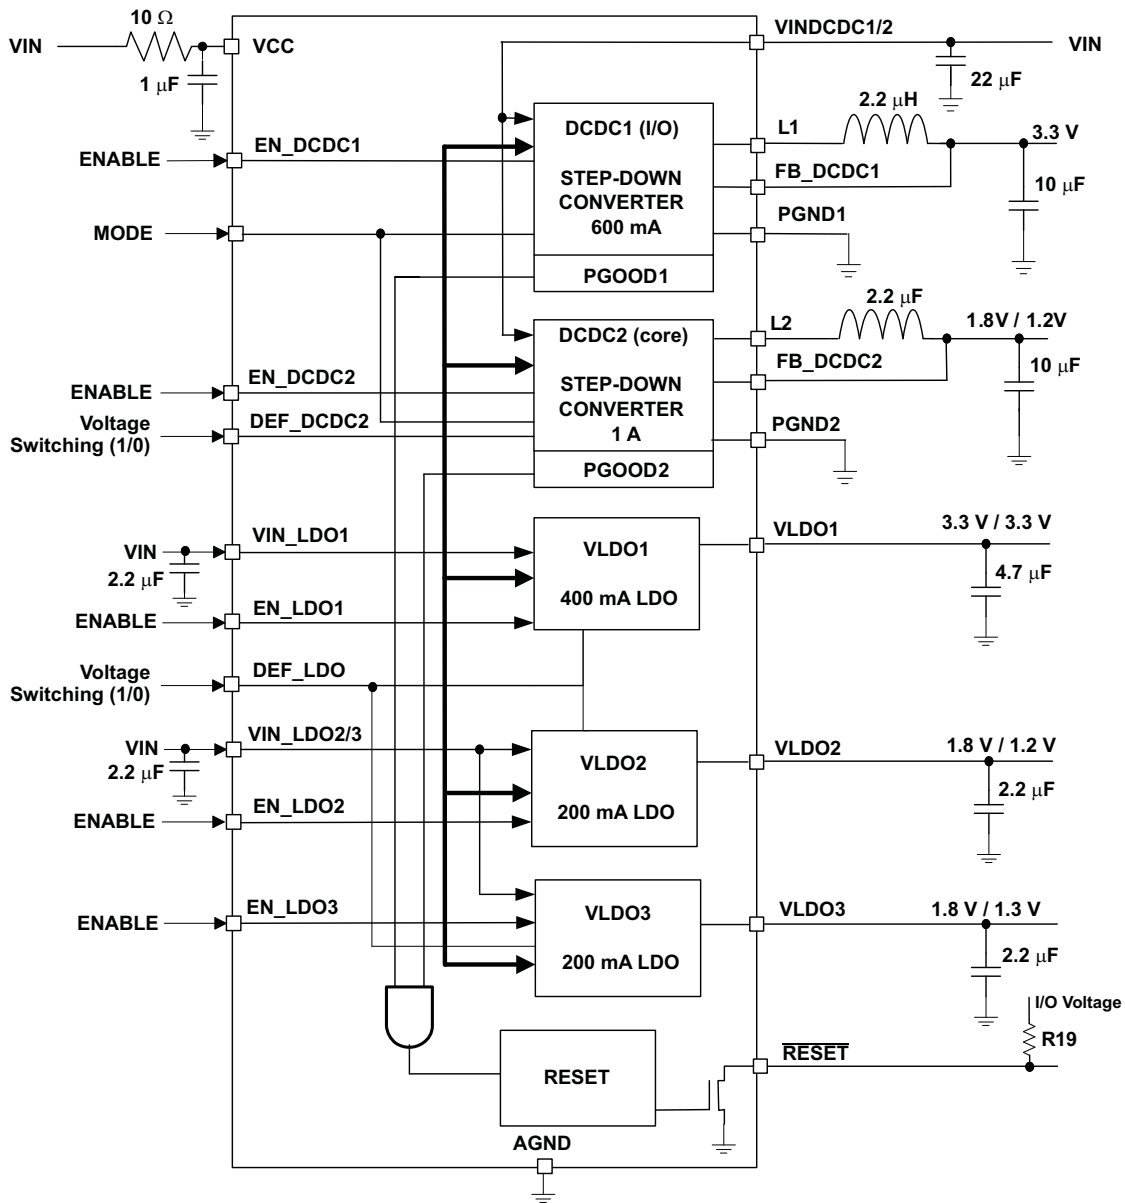 10 Ω
VIN
VCC
1 μF
VINDCDC1/2
VIN
22 μF
DCDC1 (I/O)
STEP-DOWN
CONVERTER
600 mA
PGOOD1
L1
2.2 μH
3.3 V
FB_DCDC1
10 μF
PGND1
ENABLE
EN_DCDC1
MODE
DCDC2 (core)
STEP-DOWN
CONVERTER
1 A
PGOOD2
L2
2.2 μF
1.8V / 1.2V
FB_DCDC2
10 μF
PGND2
ENABLE
EN_DCDC2
Voltage
Switching (1/0)
DEF_DCDC2
VIN
VIN_LDO1
2.2 μF
VLDO1
400 mA LDO
VLDO1
3.3 V / 3.3 V
4.7 μF
ENABLE
EN_LDO1
Voltage
Switching (1/0)
DEF_LDO
VIN
VIN_LDO2/3
2.2 μF
VLDO2
200 mA LDO
VLDO2
1.8 V / 1.2 V
2.2 μF
ENABLE
EN_LDO2
ENABLE
EN_LDO3
VLDO3
200 mA LDO
VLDO3
1.8 V / 1.3 V
2.2 μF
I/O Voltage
R19
RESET
RESET
AGND